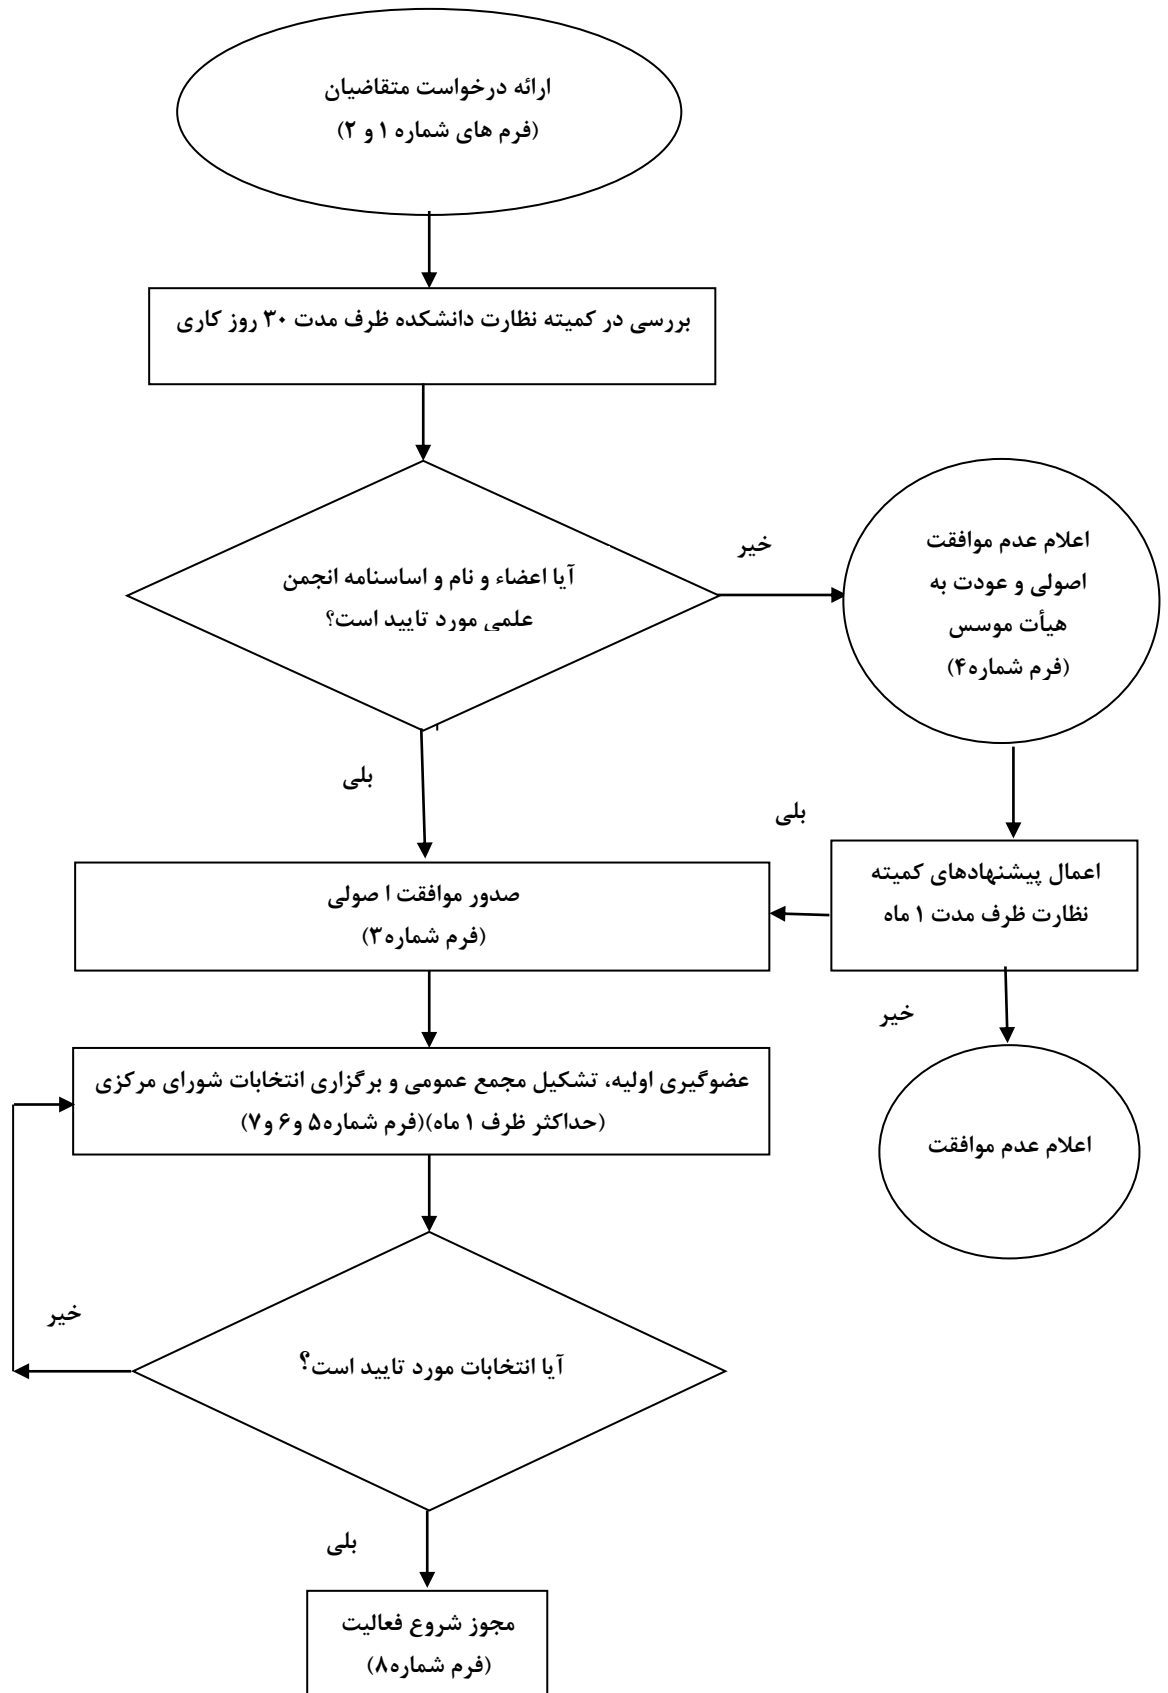 ارائه درخواست متقاضیان
(فرم های شماره ۱ و ۲)
بررسی در کمیته نظارت دانشکده ظرف مدت ۳۰ روز کاری
آیا اعضاء و نام و اساسنامه انجمن
علمی مورد تایید است؟
خیر
اعلام عدم موافقت
اصولی و عودت به
هیأت موسس
(فرم شماره۴)
بلی
بلی
اعمال پیشنهادهای کمیته
نظارت ظرف مدت ۱ ماه
صدور موافقت ا صولی
(فرم شماره۳)
خیر
اعلام عدم موافقت
عضوگیری اولیه، تشکیل مجمع عمومی و برگزاری انتخابات شورای مرکزی
(حداکثر ظرف ۱ ماه)(فرم شماره۵ و۶ و۷)
خیر
آیا انتخابات مورد تایید است؟
بلی
مجوز شروع فعالیت
(فرم شماره۸)